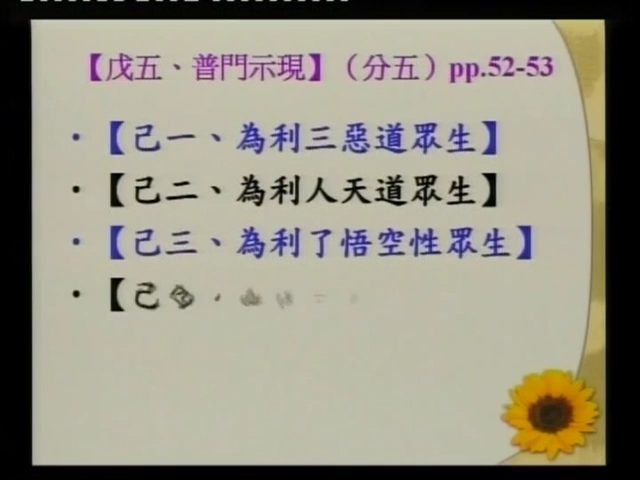 【戊五、普門示現】（分五）pp.52-53
•【己一、為利三惡道眾生】
•【己二、為利人天道眾生】
•【己三、為利了悟空性眾生】
•【己